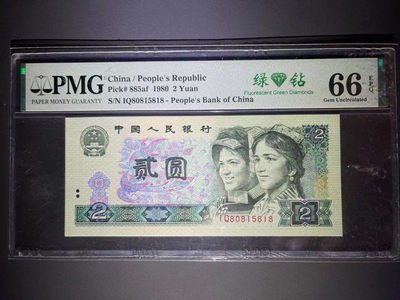 PMG
PAPER MONEY GUARANTY
China / People's Republic
Pick# 885af 1980 2 Yuan
S/N IQ80815818 - People's Bank of China
绿钻
Fluorescent Green Diamonds
66 EPQ
Gem Uncirculated
中国人民银行
2
贰圆
2
2
IQ80815818